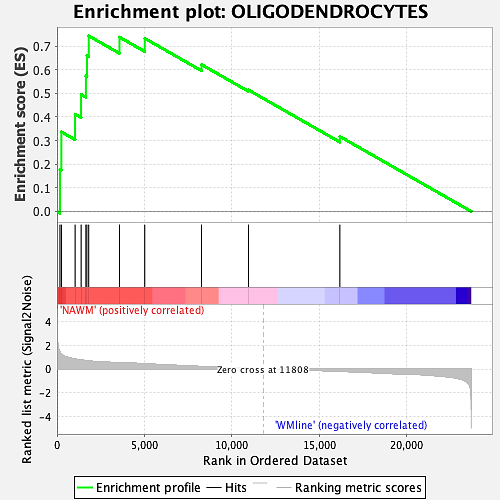 Enrichment plot: OLIGODENDROCYTES
Enrichment score (ES)
0.7
0.6
0.5
0.4
0.3
0.2
0.1
0.0
'NAWM' (positively correlated)
Ranked list metric (Signal2Noise)
4
2
0
-2
-4
Zero cross at 11808
'WMline' (negatively correlated)
0 5,000 10,000 15,000 20,000
Rank in Ordered Dataset
Enrichment profile Hits Ranking metric scores